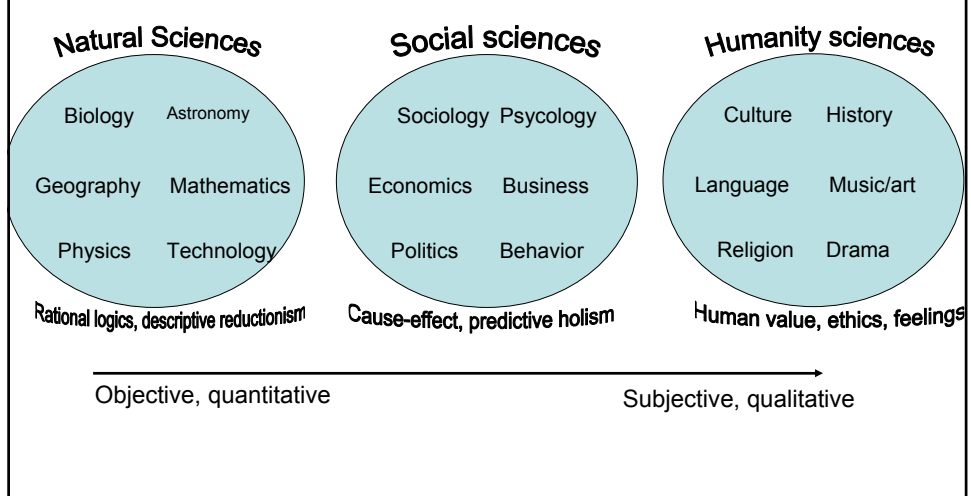 Natural Sciences
Biology Astronomy
Geography Mathematics
Physics Technology
Rational logics, descriptive reductionism
Social sciences
Sociology Psycology
Economics Business
Politics Behavior
Cause-effect, predictive holism
Humanity sciences
Culture History
Language Music/art
Religion Drama
Human value, ethics, feelings
Objective, quantitative
Subjective, qualitative